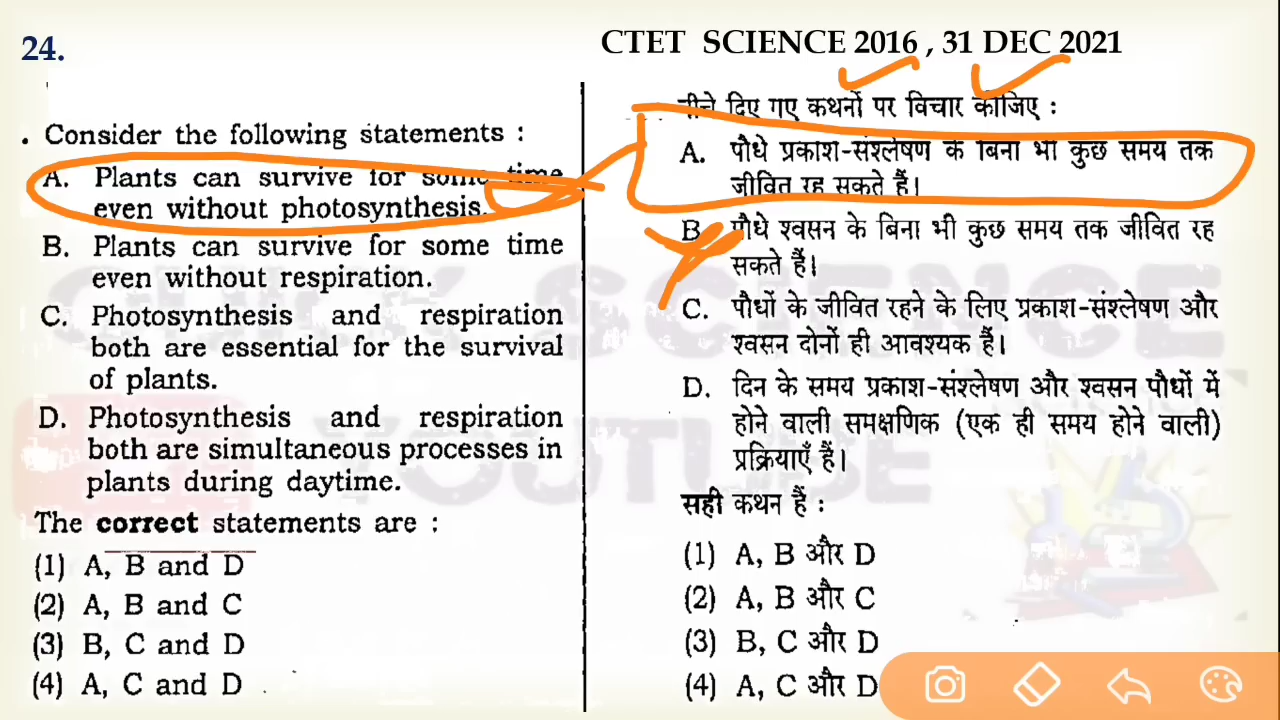 24.
CTET SCIENCE 2016 , 31 DEC 2021
. Consider the following statements :
A. Plants can survive for some time
even without photosynthesis.
B. Plants can survive for some time
even without respiration.
C. Photosynthesis and respiration
both are essential for the survival
of plants.
D. Photosynthesis and respiration
both are simultaneous processes in
plants during daytime.
The correct statements are :
(1) A, B and D
(2) A, B and C
(3) B, C and D
(4) A, C and D
नीचे दिए गए कथनों पर विचार कीजिए :
A. पौधे प्रकाश-संश्लेषण के बिना भी कुछ समय तक
जीवित रह सकते हैं।
B. पौधे श्वसन के बिना भी कुछ समय तक जीवित रह
सकते हैं।
C. पौधों के जीवित रहने के लिए प्रकाश-संश्लेषण और
श्वसन दोनों ही आवश्यक हैं।
D. दिन के समय प्रकाश-संश्लेषण और श्वसन पौधों में
होने वाली समक्षणिक (एक ही समय होने वाली)
प्रक्रियाएँ हैं।
सही कथन हैं :
(1) A, B और D
(2) A, B और C
(3) B, C और D
(4) A, C और D
SCIENCE
YOUTUBE